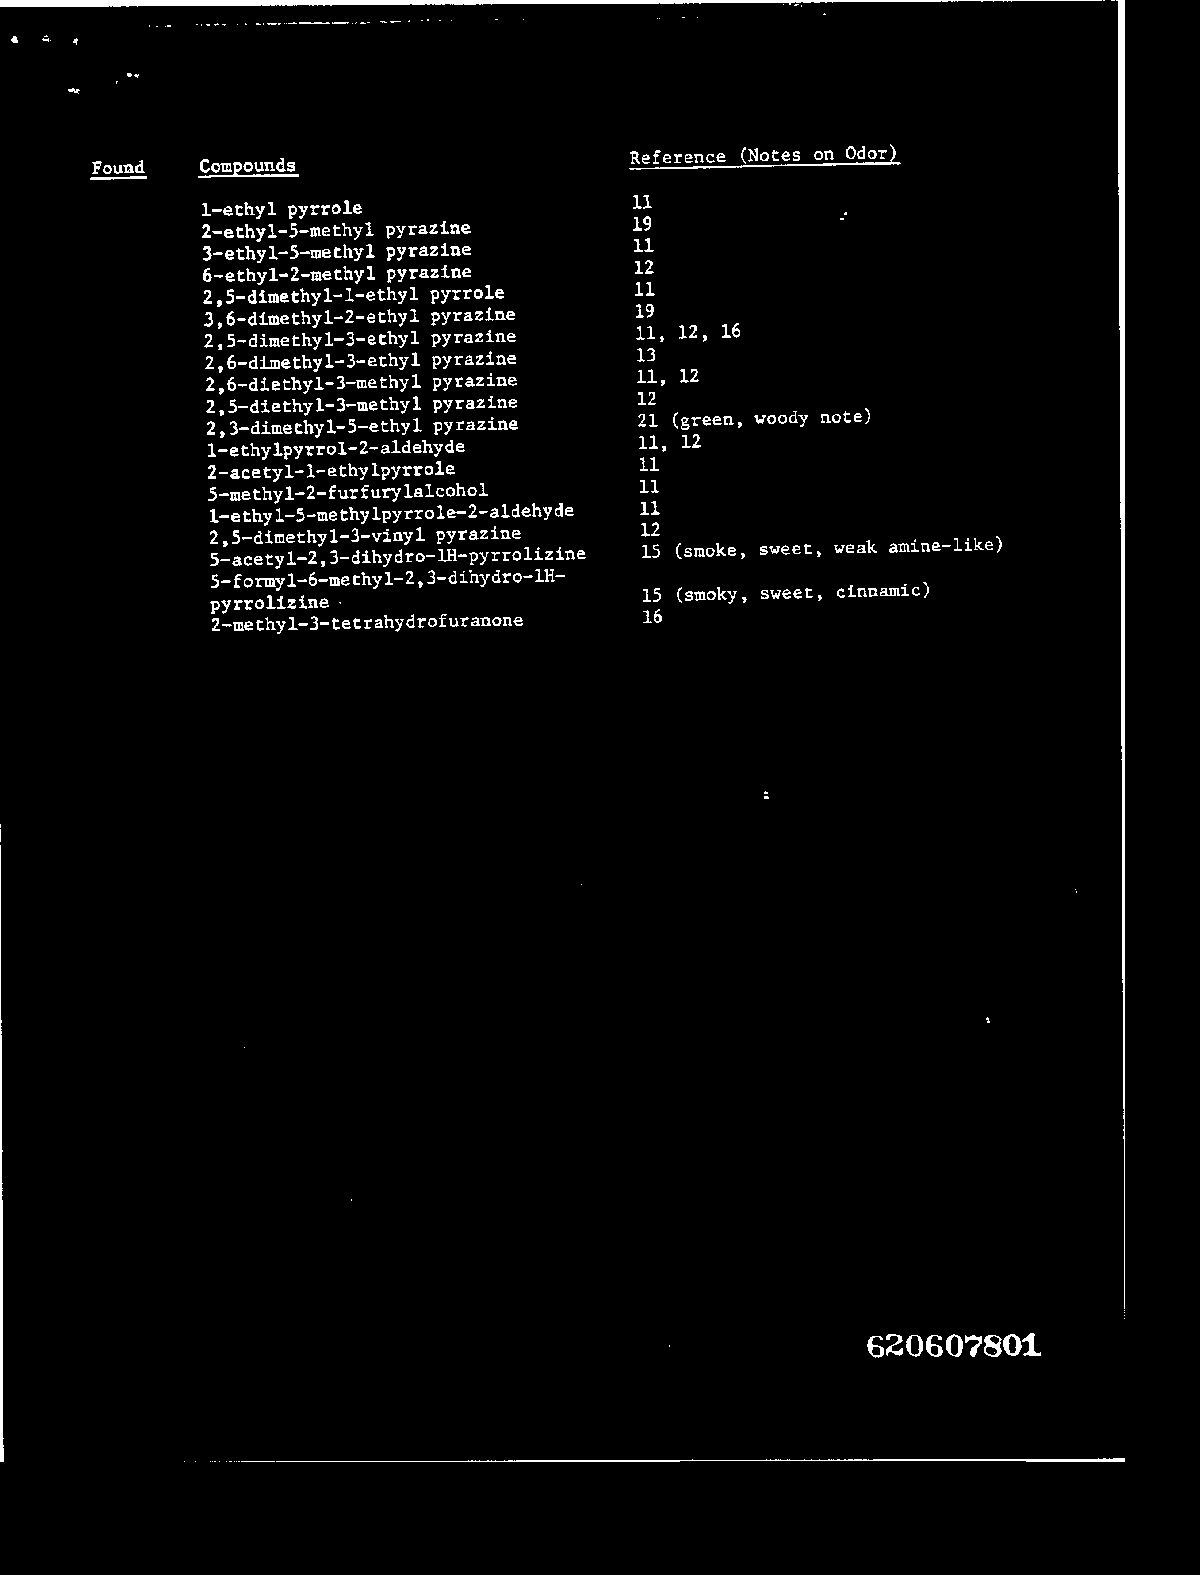 Found Compounds Reference (Notes on Odor)
1-ethyl pyrrole 11
2-ethyl-5-methyl pyrazine 19
3-ethyl-5-methyl pyrazine 11
6-ethyl-2-methyl pyrazine 12
2,5-dimethyl-1-ethyl pyrrole 11
3,6-dimethyl-2-ethyl pyrazine 19
2,5-dimethyl-3-ethyl pyrazine 11, 12, 16
2,6-dimethyl-3-ethyl pyrazine 13
2,6-diethyl-3-methyl pyrazine 11, 12
2,5-diethyl-3-methyl pyrazine 12
2,3-dimethyl-5-ethyl pyrazine 21 (green, woody note)
1-ethylpyrrol-2-aldehyde 11, 12
2-acetyl-1-ethylpyrrole 11
5-methyl-2-furfurylalcohol 11
1-ethyl-5-methylpyrrole-2-aldehyde 11
2,5-dimethyl-3-vinyl pyrazine 12
5-acetyl-2,3-dihydro-1H-pyrrolizine 15 (smoke, sweet, weak amine-like)
5-formyl-6-methyl-2,3-dihydro-1H-
pyrrolizine 15 (smoky, sweet, cinnamic)
2-methyl-3-tetrahydrofuranone 16
620607801